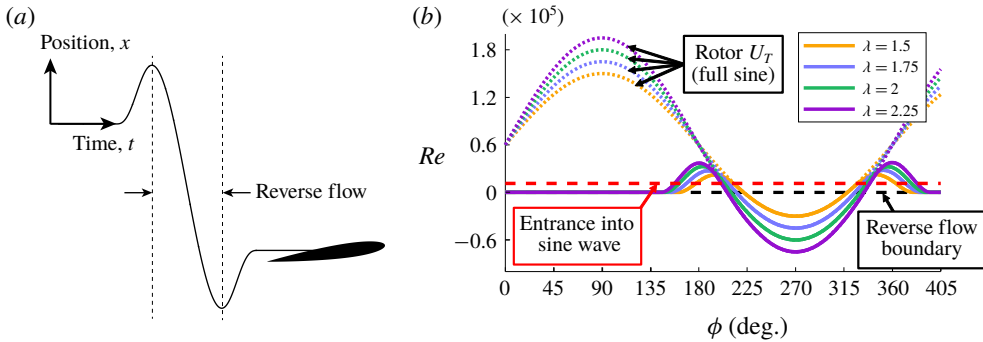 (a)
Position, x
Time, t
Reverse flow
(b)
(× 10⁵)
1.8
1.2
0.6
0
−0.6
Re
Rotor U_T
(full sine)
λ = 1.5
λ = 1.75
λ = 2
λ = 2.25
Entrance into
sine wave
Reverse flow
boundary
0 45 90 135 180 225 270 315 360 405
ϕ (deg.)